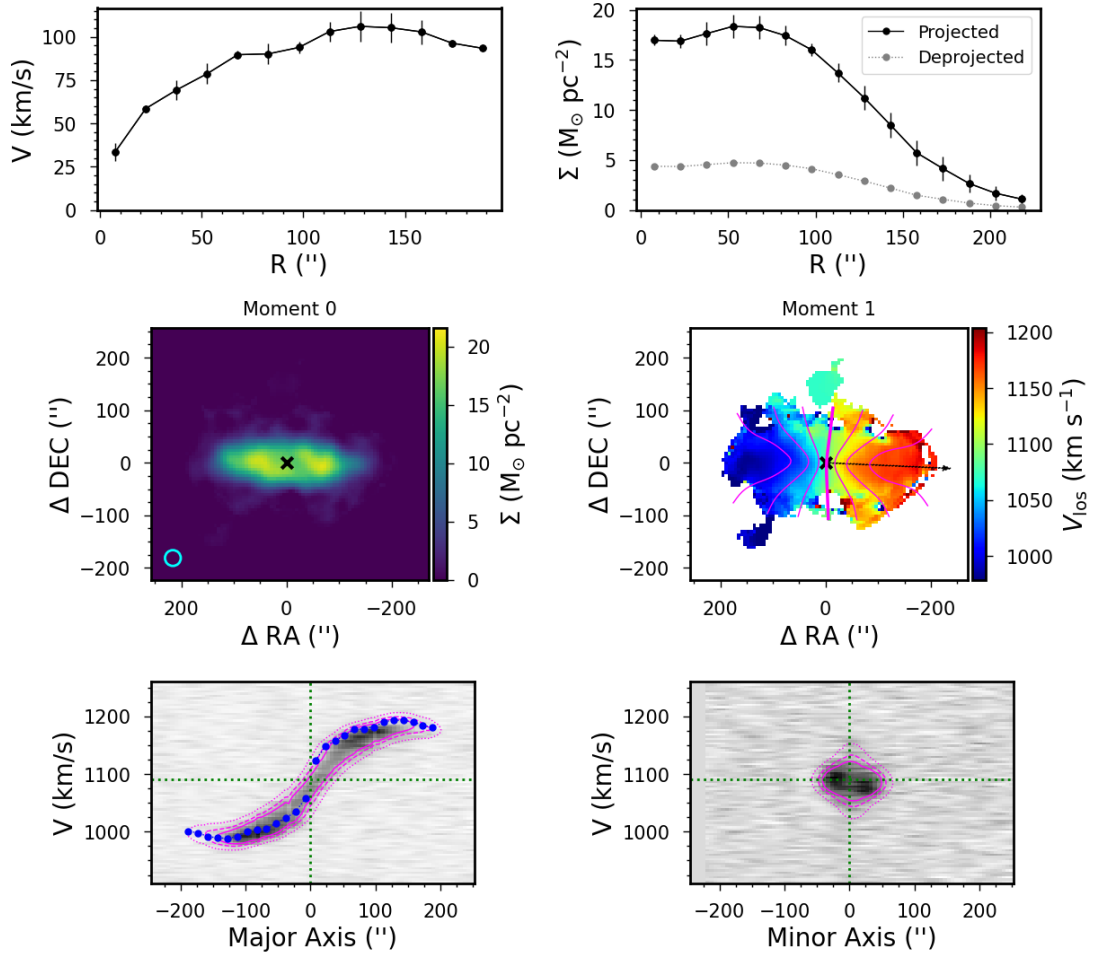 V (km/s)
100
75
50
25
0
0 50 100 150
R ('')
Σ (M⊙ pc⁻²)
20
15
10
5
0
Projected
Deprojected
0 50 100 150 200
R ('')
Moment 0
Δ DEC ('')
200
100
0
−100
−200
200 0 −200
Δ RA ('')
20
15
10
5
0
Σ (M⊙ pc⁻²)
Moment 1
Δ DEC ('')
200
100
0
−100
−200
200 0 −200
Δ RA ('')
1200
1150
1100
1050
1000
V_los (km s⁻¹)
V (km/s)
1200
1100
1000
−200 −100 0 100 200
Major Axis ('')
V (km/s)
1200
1100
1000
−200 −100 0 100 200
Minor Axis ('')